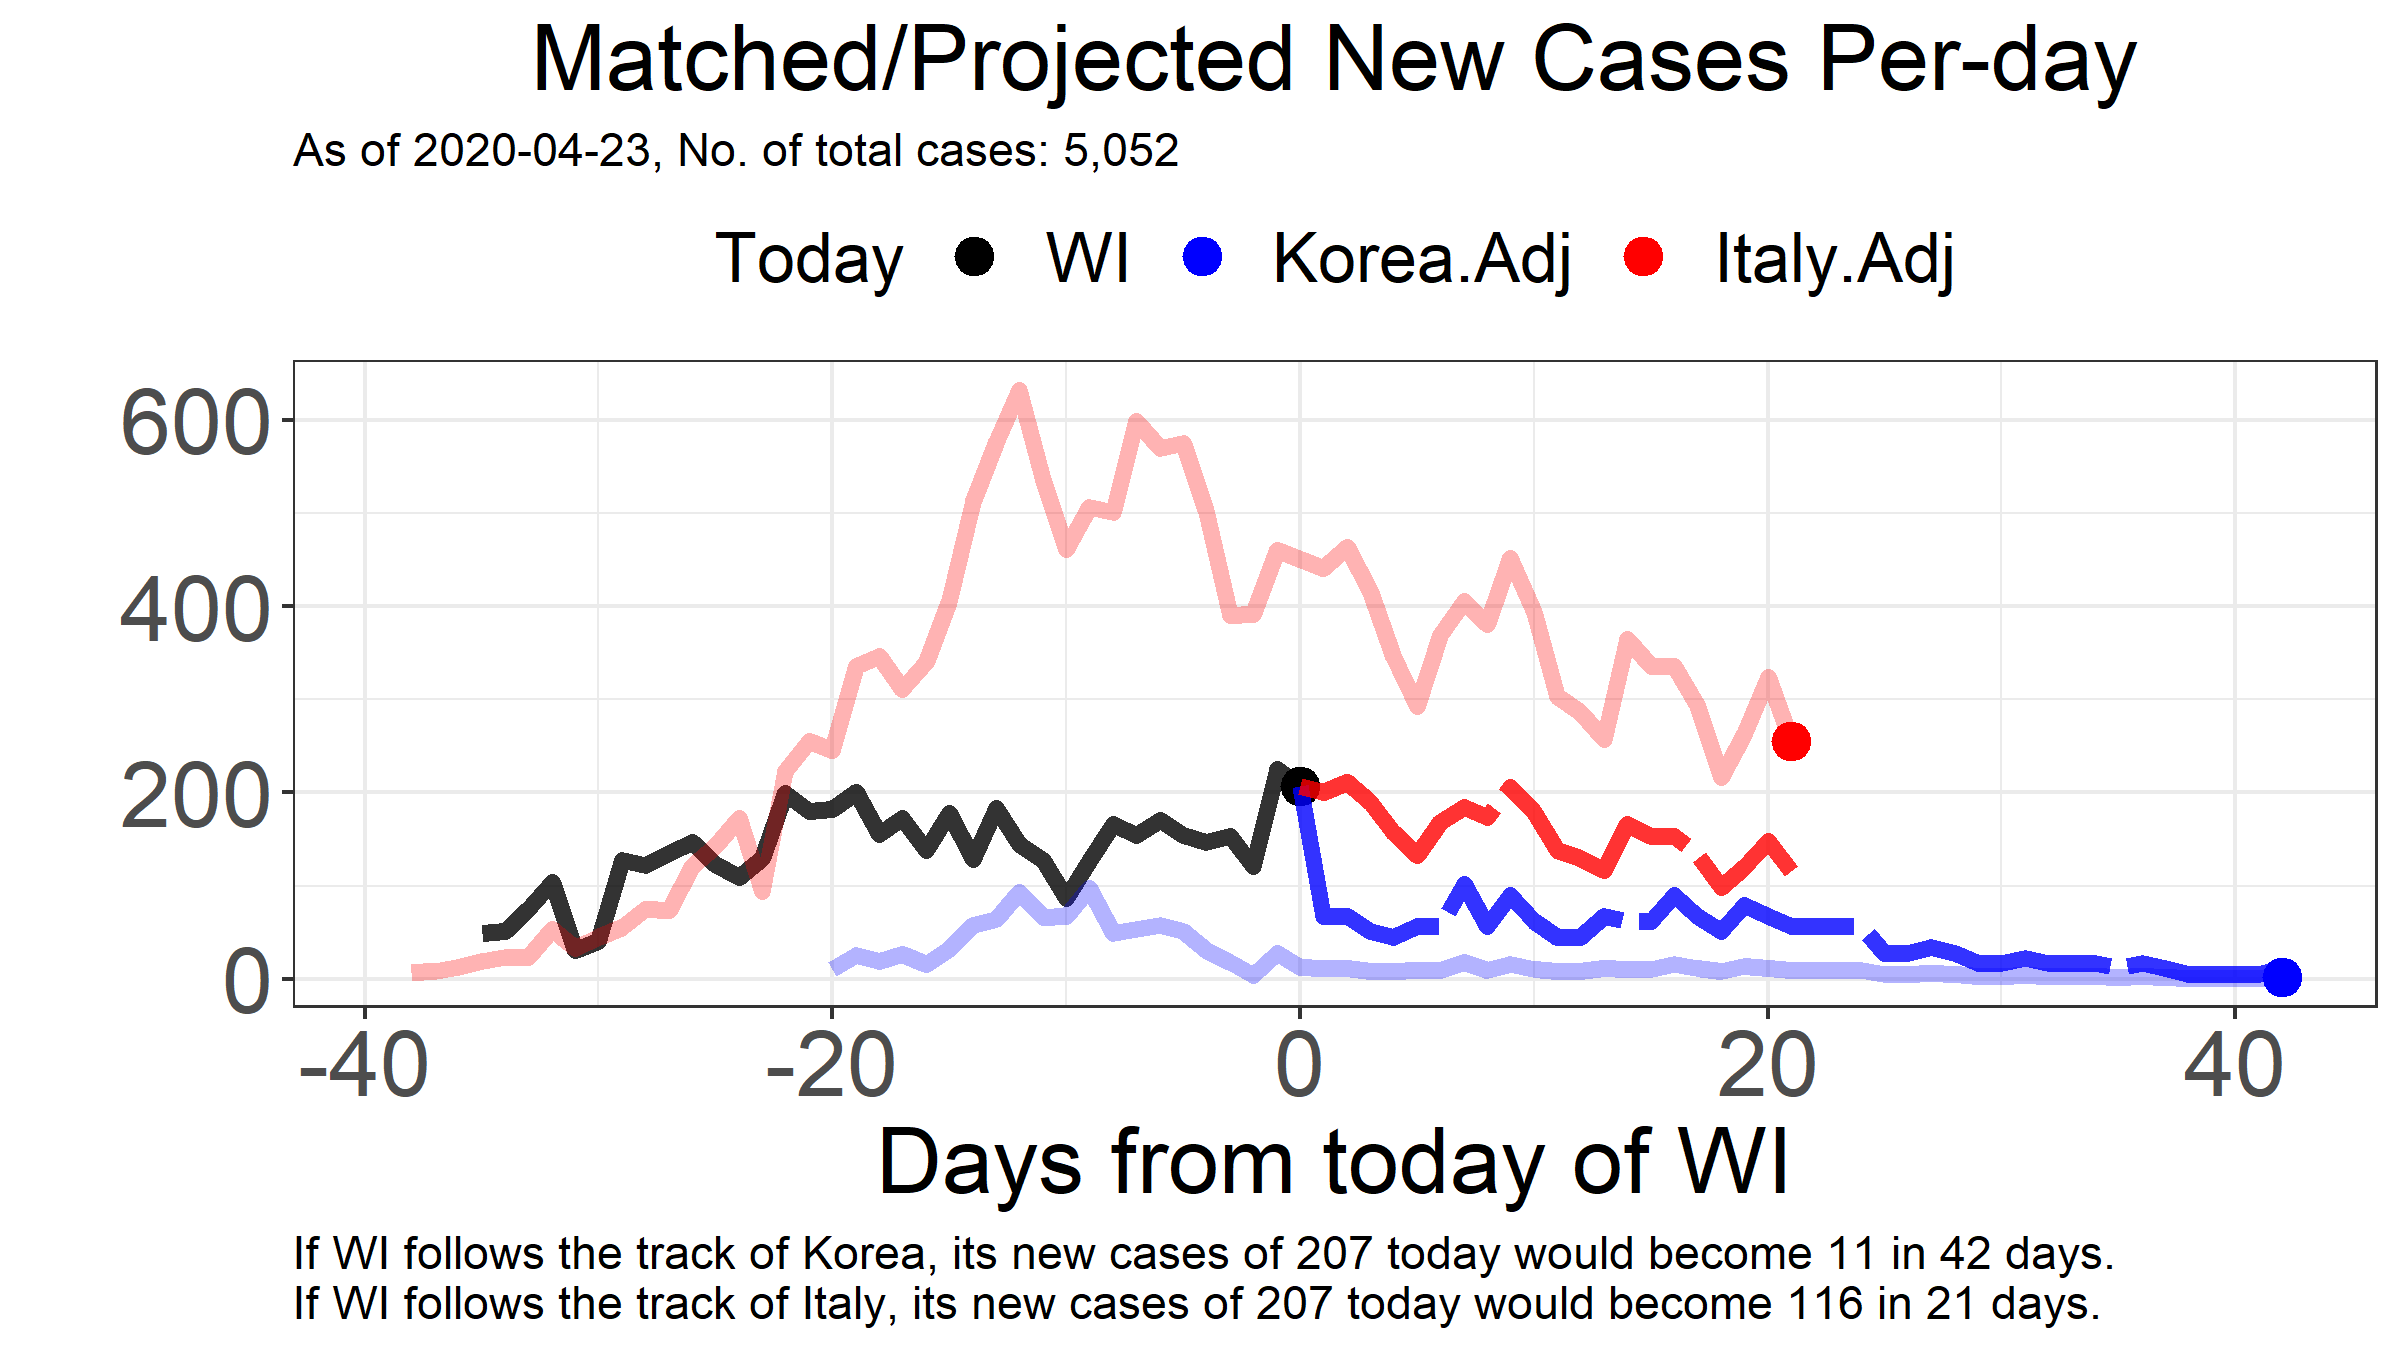 Matched/Projected New Cases Per-day
As of 2020-04-23, No. of total cases: 5,052
Today WI Korea.Adj Italy.Adj
600
400
200
0
-40 -20 0 20 40
Days from today of WI
If WI follows the track of Korea, its new cases of 207 today would become 11 in 42 days.
If WI follows the track of Italy, its new cases of 207 today would become 116 in 21 days.